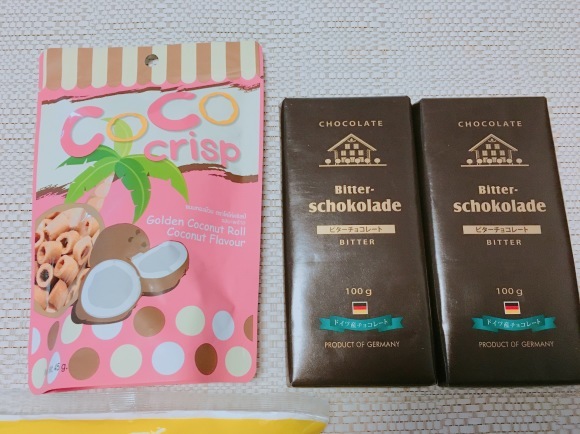 CoCo
crisp
Golden Coconut Roll
Coconut Flavour
CHOCOLATE
Bitter-
schokolade
ビターチョコレート
BITTER
100g
ドイツ産チョコレート
PRODUCT OF GERMANY
CHOCOLATE
Bitter-
schokolade
ビターチョコレート
BITTER
100g
ドイツ産チョコレート
PRODUCT OF GERMANY